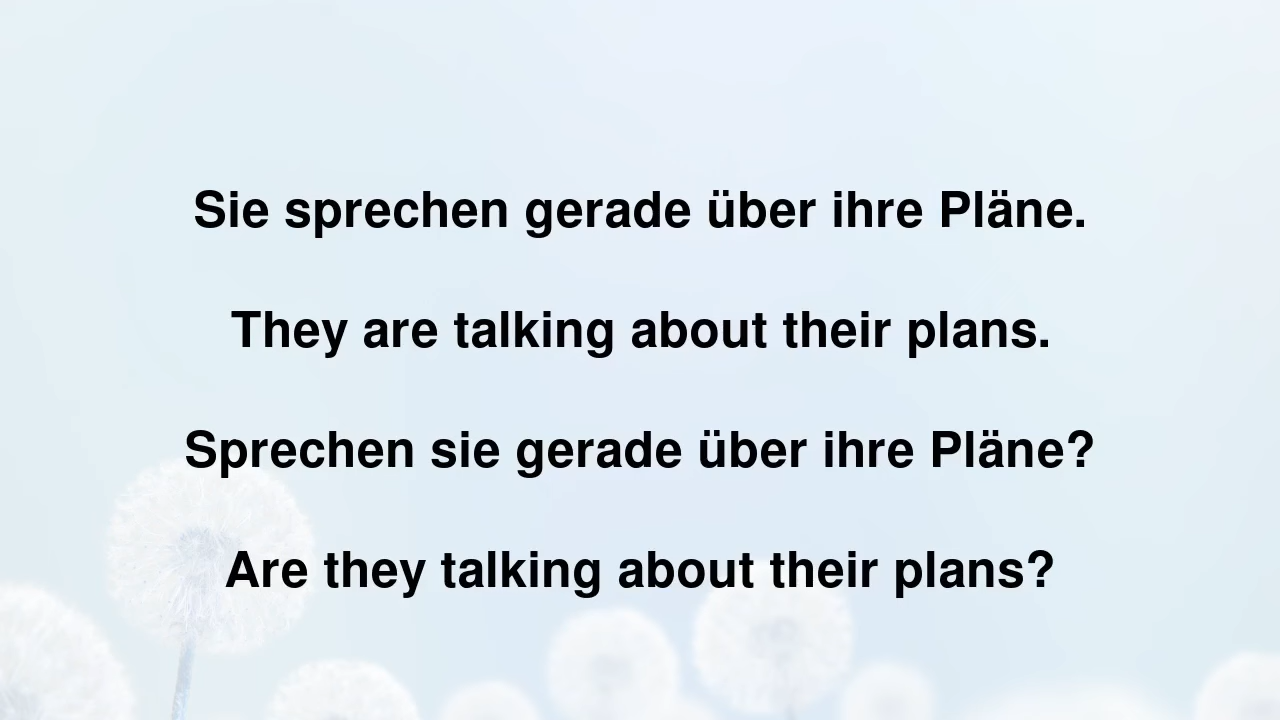 Sie sprechen gerade über ihre Pläne.
They are talking about their plans.
Sprechen sie gerade über ihre Pläne?
Are they talking about their plans?